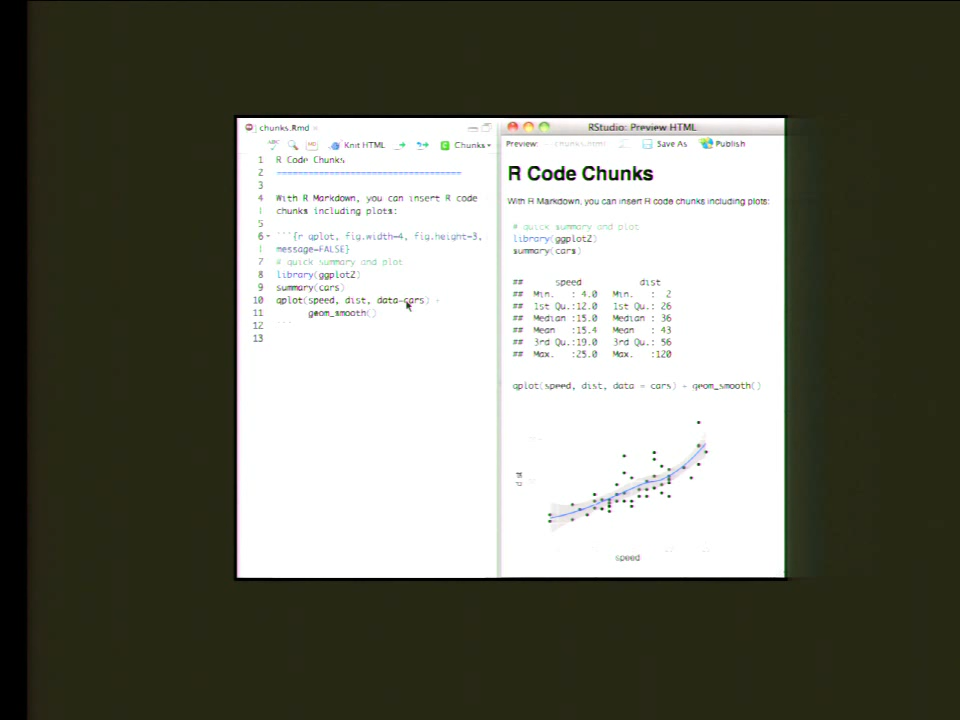 chunks.Rmd
ABC MD Knit HTML Chunks
1 R Code Chunks
2 ==================================
3
4 With R Markdown, you can insert R code
chunks including plots:
5
6 ```{r qplot, fig.width=4, fig.height=3,
message=FALSE}
7 # quick summary and plot
8 library(ggplot2)
9 summary(cars)
10 qplot(speed, dist, data=cars) +
11 geom_smooth()
12 ```
13
RStudio: Preview HTML
Preview: Save As Publish
R Code Chunks
With R Markdown, you can insert R code chunks including plots:
# quick summary and plot
library(ggplot2)
summary(cars)
## speed dist
## Min. : 4.0 Min. : 2
## 1st Qu.:12.0 1st Qu.: 26
## Median :15.0 Median : 36
## Mean :15.4 Mean : 43
## 3rd Qu.:19.0 3rd Qu.: 56
## Max. :25.0 Max. :120
qplot(speed, dist, data = cars) + geom_smooth()
dist
speed